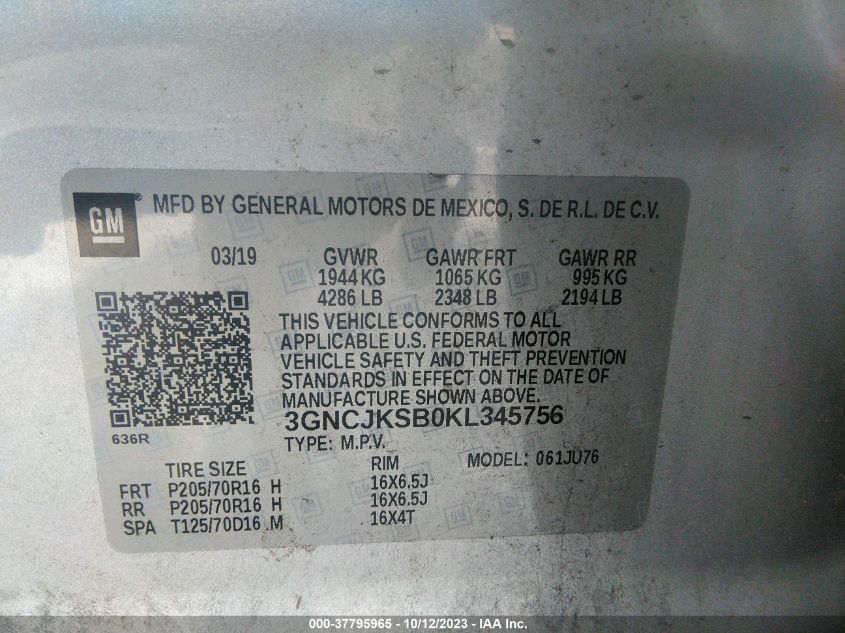 GM ® MFD BY GENERAL MOTORS DE MEXICO, S. DE R.L. DE C.V.
03/19 GVWR GAWR FRT GAWR RR
1944 KG 1065 KG 995 KG
4286 LB 2348 LB 2194 LB
THIS VEHICLE CONFORMS TO ALL
APPLICABLE U.S. FEDERAL MOTOR
VEHICLE SAFETY AND THEFT PREVENTION
STANDARDS IN EFFECT ON THE DATE OF
MANUFACTURE SHOWN ABOVE.
3GNCJKSB0KL345756
636R
TYPE: M.P.V.
MODEL: 061JU76
TIRE SIZE RIM
FRT P205/70R16 H 16X6.5J
RR P205/70R16 H 16X6.5J
SPA T125/70D16 M 16X4T
000-37795965 - 10/12/2023 - © IAA Inc.